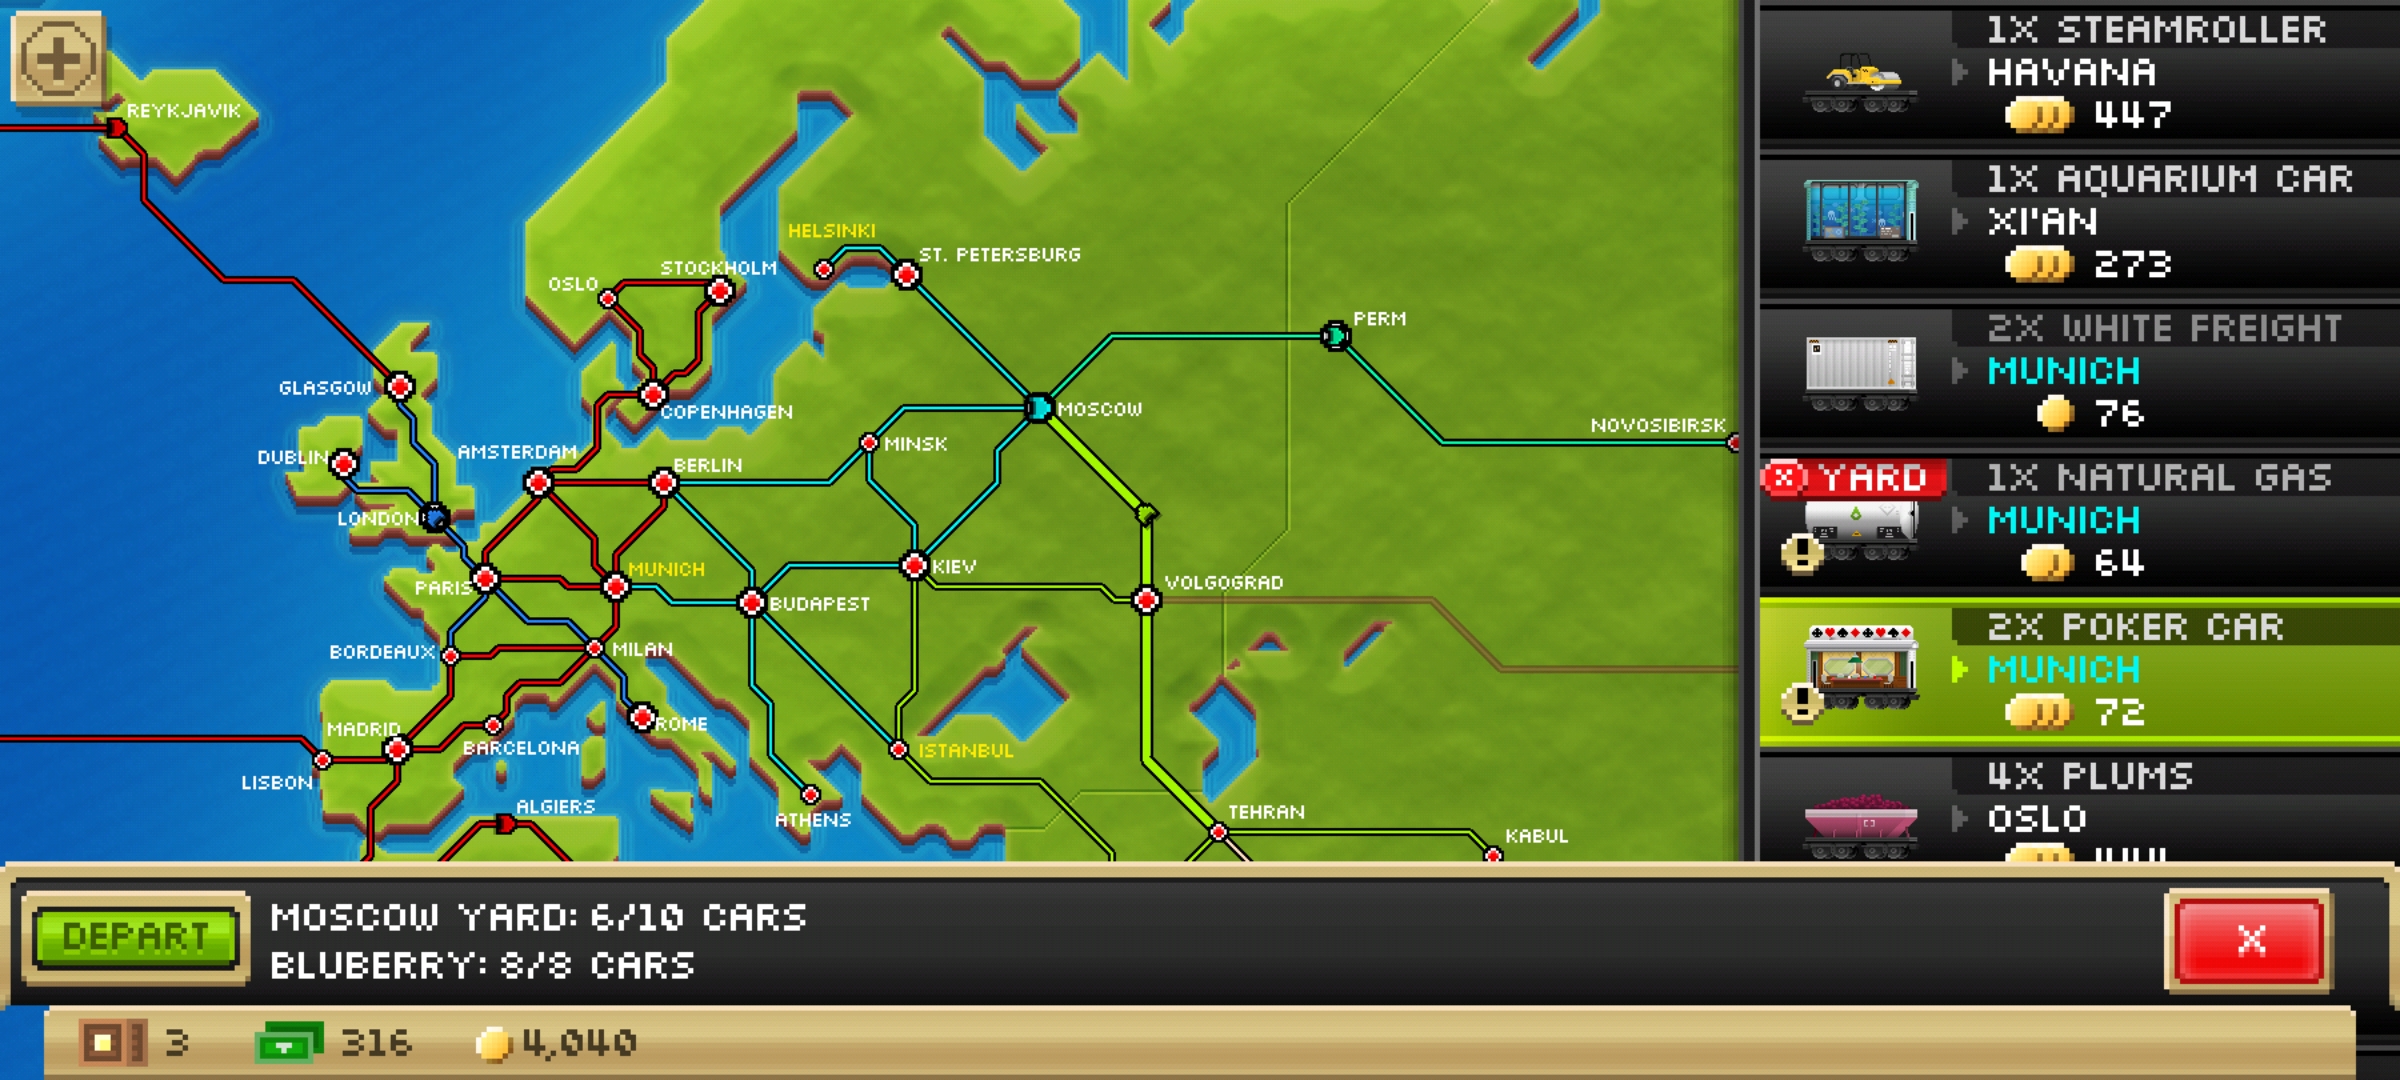 REYKJAVIK
HELSINKI
ST. PETERSBURG
STOCKHOLM
OSLO
PERM
GLASGOW
COPENHAGEN
MOSCOW
NOVOSIBIRSK
MINSK
DUBLIN
AMSTERDAM
BERLIN
LONDON
MUNICH
KIEV
PARIS
VOLGOGRAD
BUDAPEST
BORDEAUX
MILAN
MADRID
ROME
BARCELONA
ISTANBUL
LISBON
ALGIERS
ATHENS
TEHRAN
KABUL
1X STEAMROLLER
HAVANA
447
1X AQUARIUM CAR
XI'AN
273
2X WHITE FREIGHT
MUNICH
76
YARD
1X NATURAL GAS
MUNICH
64
2X POKER CAR
MUNICH
72
4X PLUMS
OSLO
DEPART
MOSCOW YARD: 6/10 CARS
BLUBERRY: 8/8 CARS
X
3
316
4,040